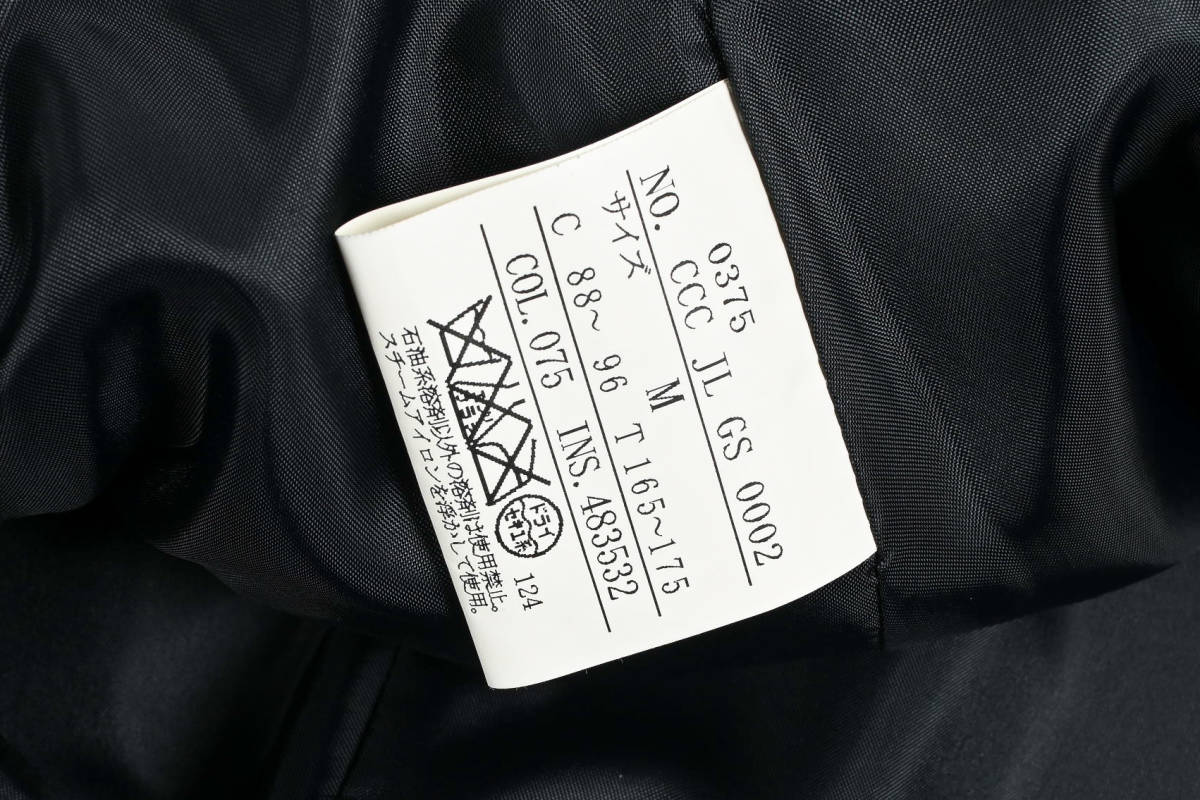 0375
NO. CCC JL GS 0002
サイズ M
C 88~ 96 T 165~175
COL. 075 INS. 483532
ドライ
セキユ系
124
石油系溶剤以外の溶剤は使用禁止。
スチームアイロンを浮かして使用。